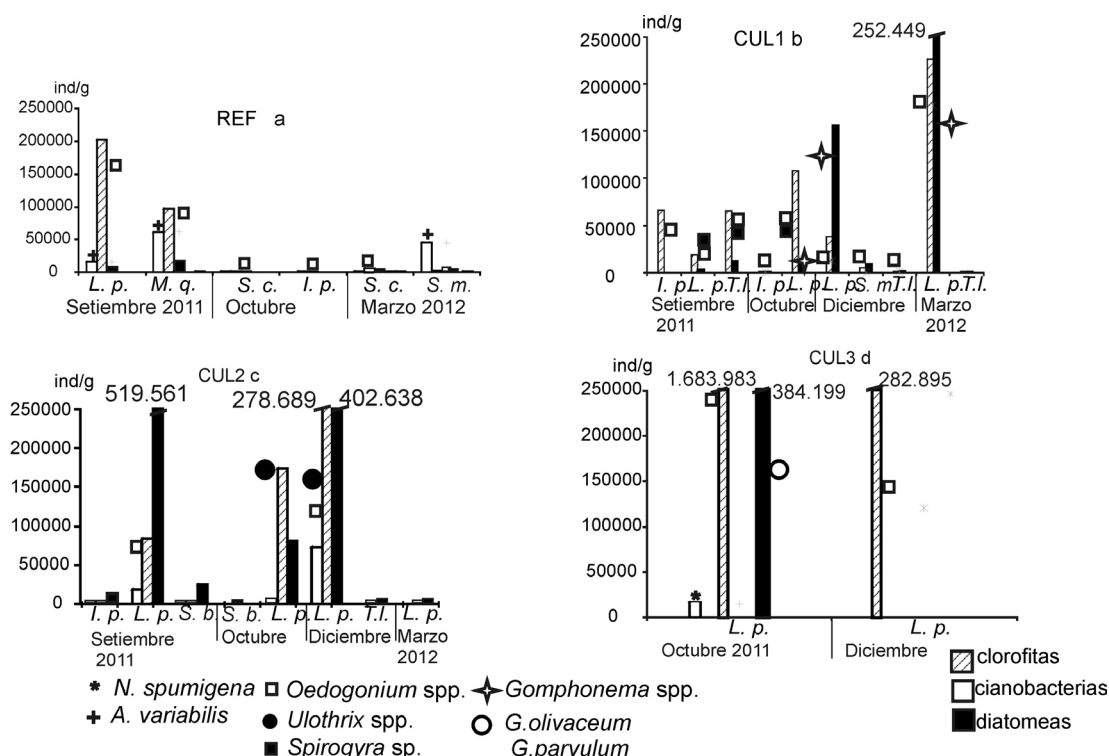 ind/g
REF a
250000
200000
150000
100000
50000
0
L. p. M. q. S. c. I. p. S. c. S. m.
Setiembre 2011 Octubre Marzo 2012
ind/g
CUL1 b
252.449
250000
200000
150000
100000
50000
0
I. p. L. p. T.I. I. p. L. p. L. p. S. m. T.I. L. p. T.I.
Setiembre Octubre Diciembre Marzo
2011 2012
ind/g
CUL2 c
519.561 278.689 402.638
250000
200000
150000
100000
50000
0
I. p. L. p. S. b. S. b. L. p. L. p. T.I. L. p.
Setiembre Octubre Diciembre Marzo
2011 2012
ind/g
CUL3 d
1.683.983 384.199 282.895
250000
200000
150000
100000
50000
0
L. p. L. p.
Octubre 2011 Diciembre
clorofitas
cianobacterias
diatomeas
N. spumigena Oedogonium spp. Gomphonema spp.
A. variabilis Ulothrix spp. G.olivaceum
Spirogyra sp. G.parvulum